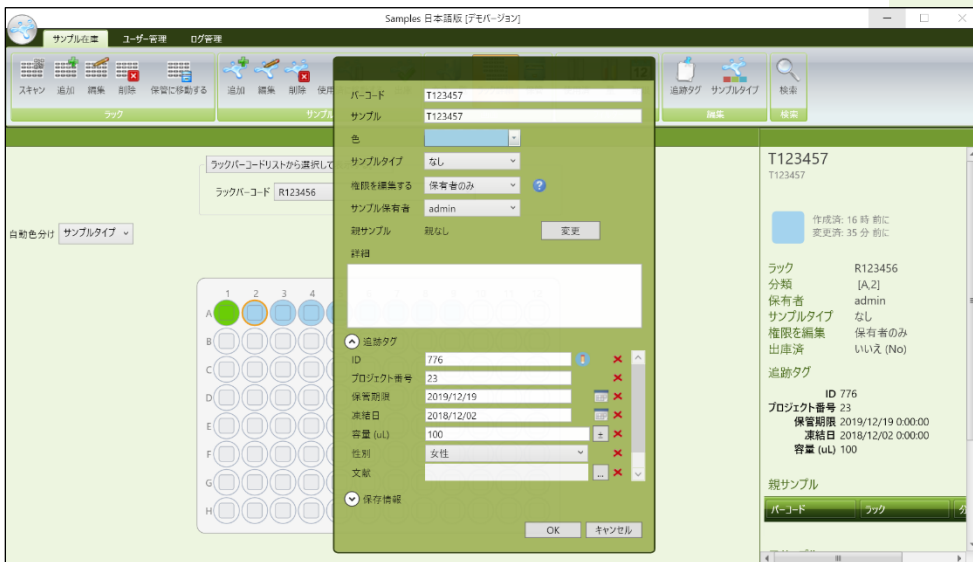 Samples 日本語版 [デモバージョン]
サンプル在庫 ユーザー管理 ログ管理
スキャン 追加 編集 削除 保管に移動する 追加 編集 削除 追跡タグ サンプルタイプ 検索
ラック 編集 検索
ラックバーコードリストから選択して
ラックバーコード R123456
自動色分け サンプルタイプ
1 2 3 4
A
B
C
D
E
F
G
H
バーコード T123457
サンプル T123457
色
サンプルタイプ なし
権限を編集する 保有者のみ
サンプル保有者 admin
親サンプル 親なし 変更
詳細
追跡タグ
ID 776
プロジェクト番号 23
保管期限 2019/12/19
凍結日 2018/12/02
容量 (uL) 100
性別 女性
文献
保存情報
OK キャンセル
T123457
T123457
作成済: 16 時 前に
変更済: 35 分 前に
ラック R123456
分類 [A,2]
保有者 admin
サンプルタイプ なし
権限を編集 保有者のみ
出庫済 いいえ (No)
追跡タグ
ID 776
プロジェクト番号 23
保管期限 2019/12/19 0:00:00
凍結日 2018/12/02 0:00:00
容量 (uL) 100
親サンプル
バーコード ラック